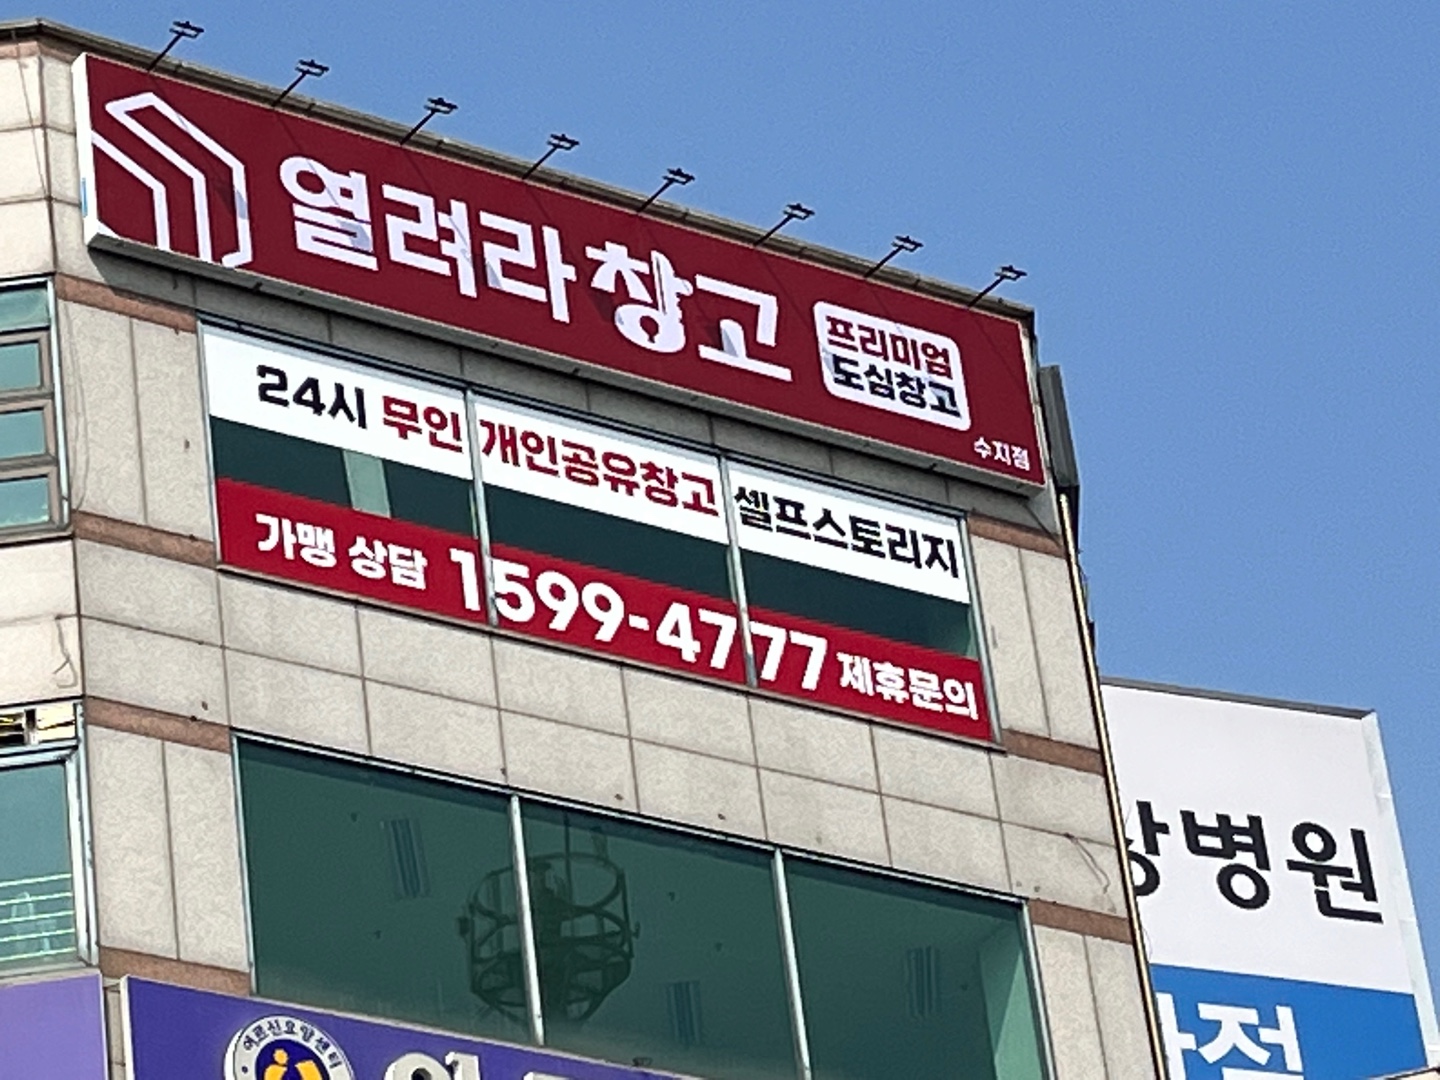 열려라 창고
프리미엄
도심창고
수지점
24시 무인 개인공유창고 셀프스토리지
가맹 상담 1599-4777 제휴문의
병원
점